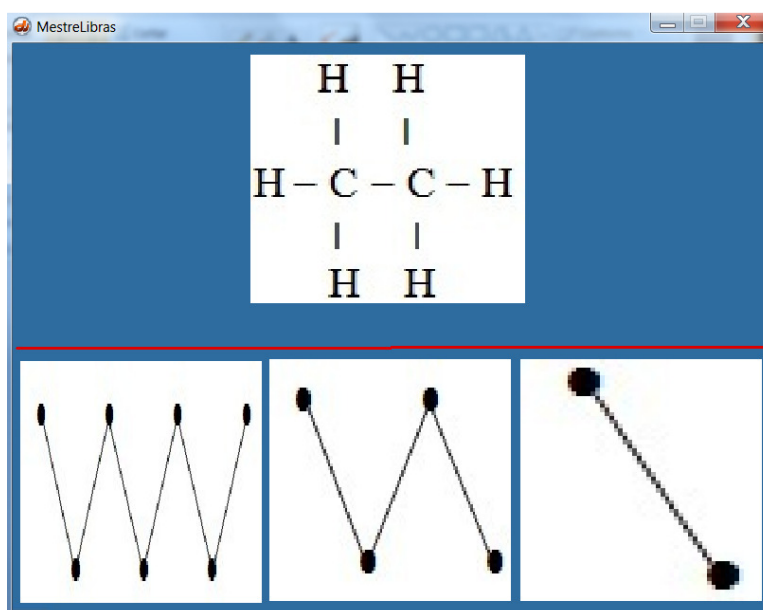 MestreLibras
H H
| |
H – C – C – H
| |
H H